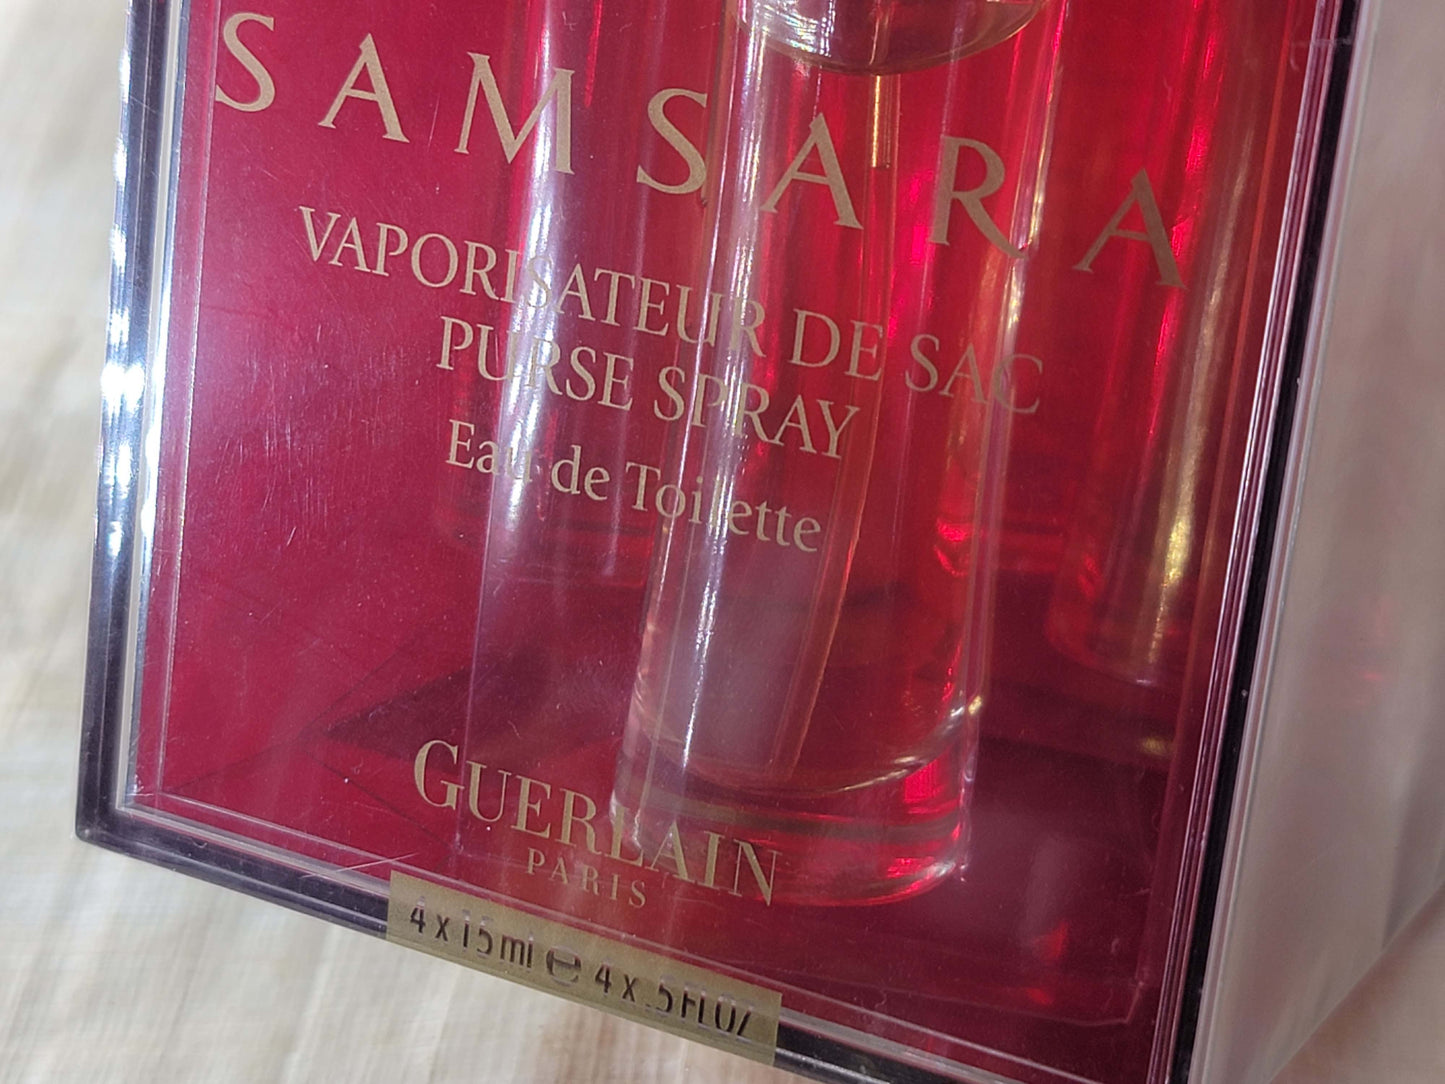 SAMSARA
VAPORISATEUR DE SAC
PURSE SPRAY
Eau de Toilette
GUERLAIN
PARIS
4 x 15 ml ℮ 4 x .5 FL OZ